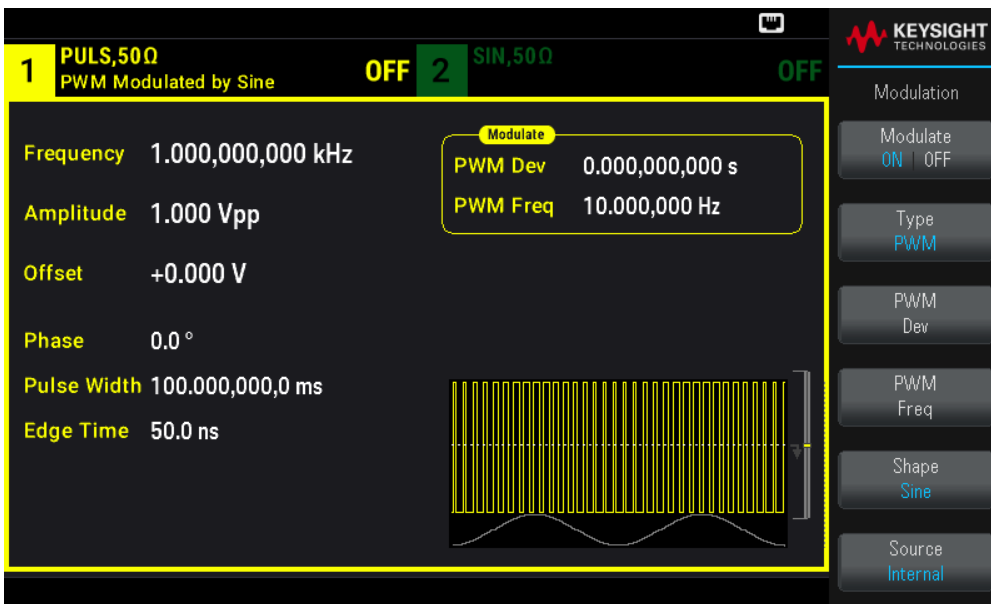 KEYSIGHT
TECHNOLOGIES
1 PULS,50Ω OFF
PWM Modulated by Sine
2 SIN,50Ω OFF
Frequency 1.000,000,000 kHz
Amplitude 1.000 Vpp
Offset +0.000 V
Phase 0.0 °
Pulse Width 100.000,000,0 ms
Edge Time 50.0 ns
Modulate
PWM Dev 0.000,000,000 s
PWM Freq 10.000,000 Hz
Modulation
Modulate
ON | OFF
Type
PWM
PWM
Dev
PWM
Freq
Shape
Sine
Source
Internal